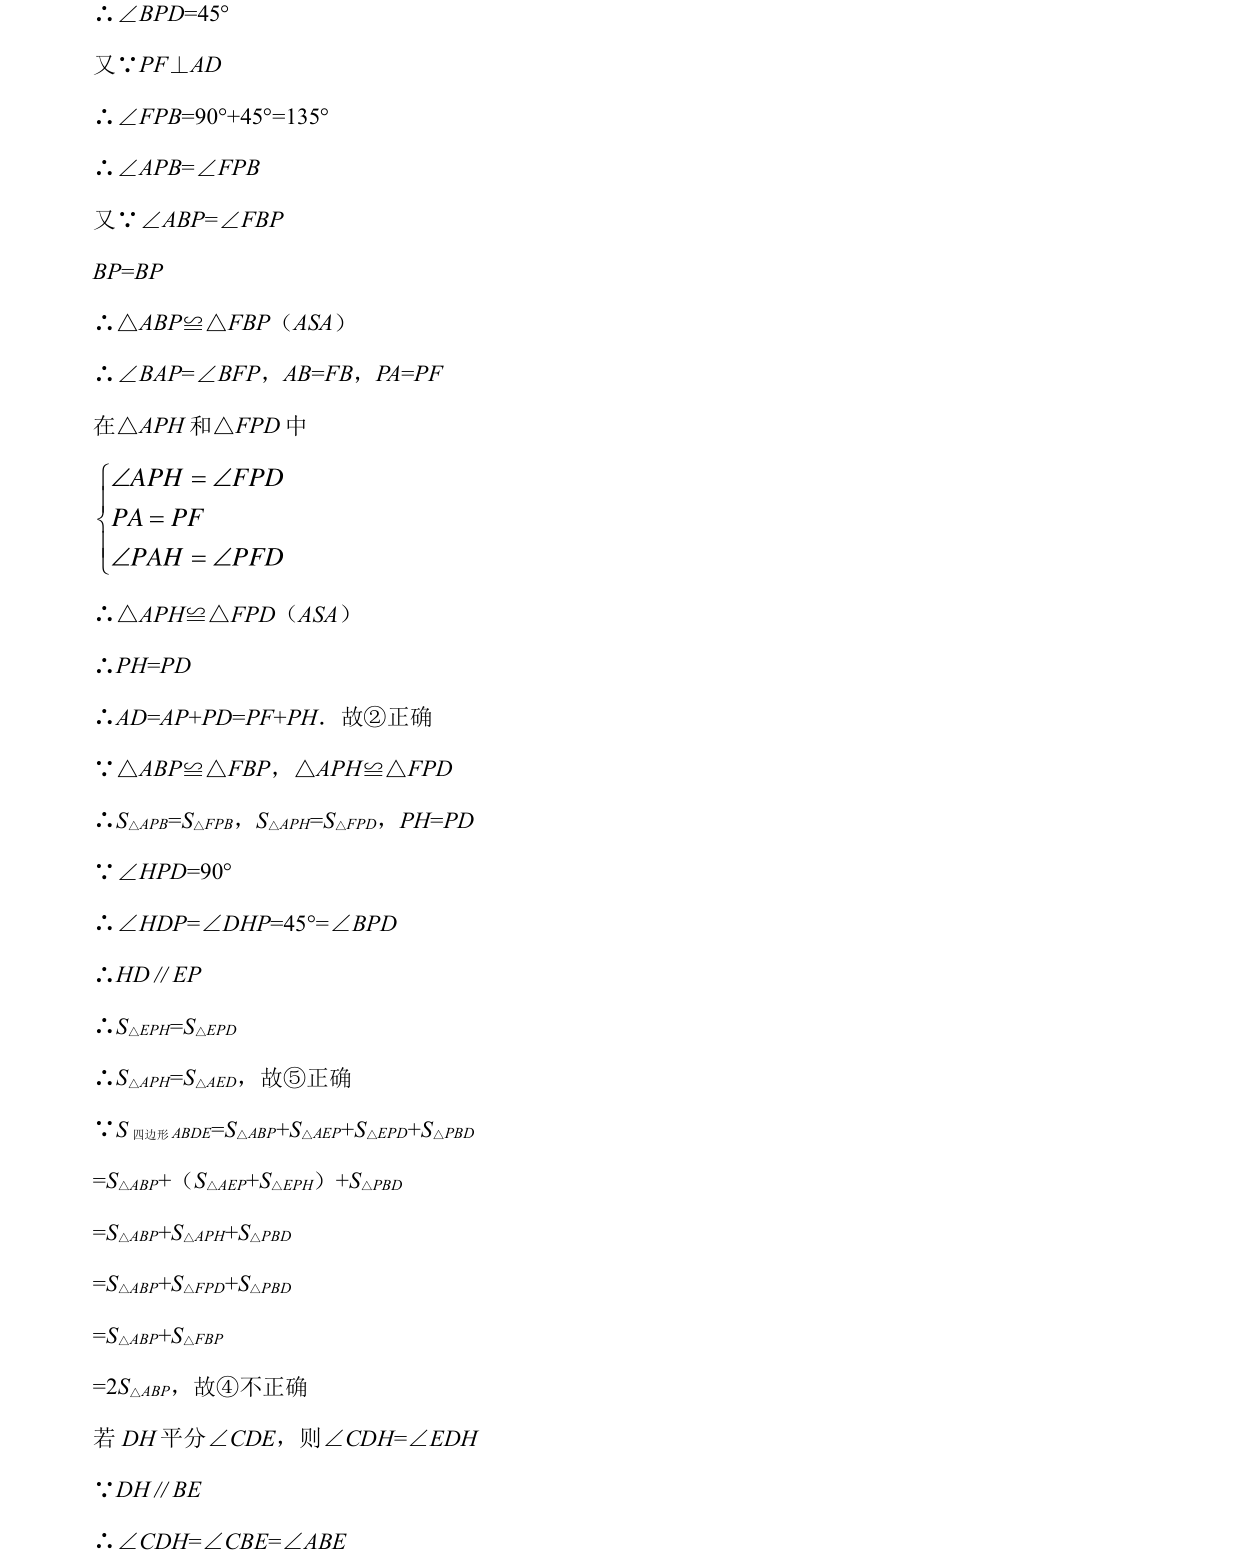 ∴∠BPD=45°
又∵PF⊥AD
∴∠FPB=90°+45°=135°
∴∠APB=∠FPB
又∵∠ABP=∠FBP
BP=BP
∴△ABP≌△FBP（ASA）
∴∠BAP=∠BFP，AB=FB，PA=PF
在△APH和△FPD中
∠APH = ∠FPD
PA = PF
∠PAH = ∠PFD
∴△APH≌△FPD（ASA）
∴PH=PD
∴AD=AP+PD=PF+PH．故②正确
∵△ABP≌△FBP，△APH≌△FPD
∴S△APB=S△FPB，S△APH=S△FPD，PH=PD
∵∠HPD=90°
∴∠HDP=∠DHP=45°=∠BPD
∴HD∥EP
∴S△EPH=S△EPD
∴S△APH=S△AED，故⑤正确
∵S四边形ABDE=S△ABP+S△AEP+S△EPD+S△PBD
=S△ABP+（S△AEP+S△EPH）+S△PBD
=S△ABP+S△APH+S△PBD
=S△ABP+S△FPD+S△PBD
=S△ABP+S△FBP
=2S△ABP，故④不正确
若DH平分∠CDE，则∠CDH=∠EDH
∵DH∥BE
∴∠CDH=∠CBE=∠ABE